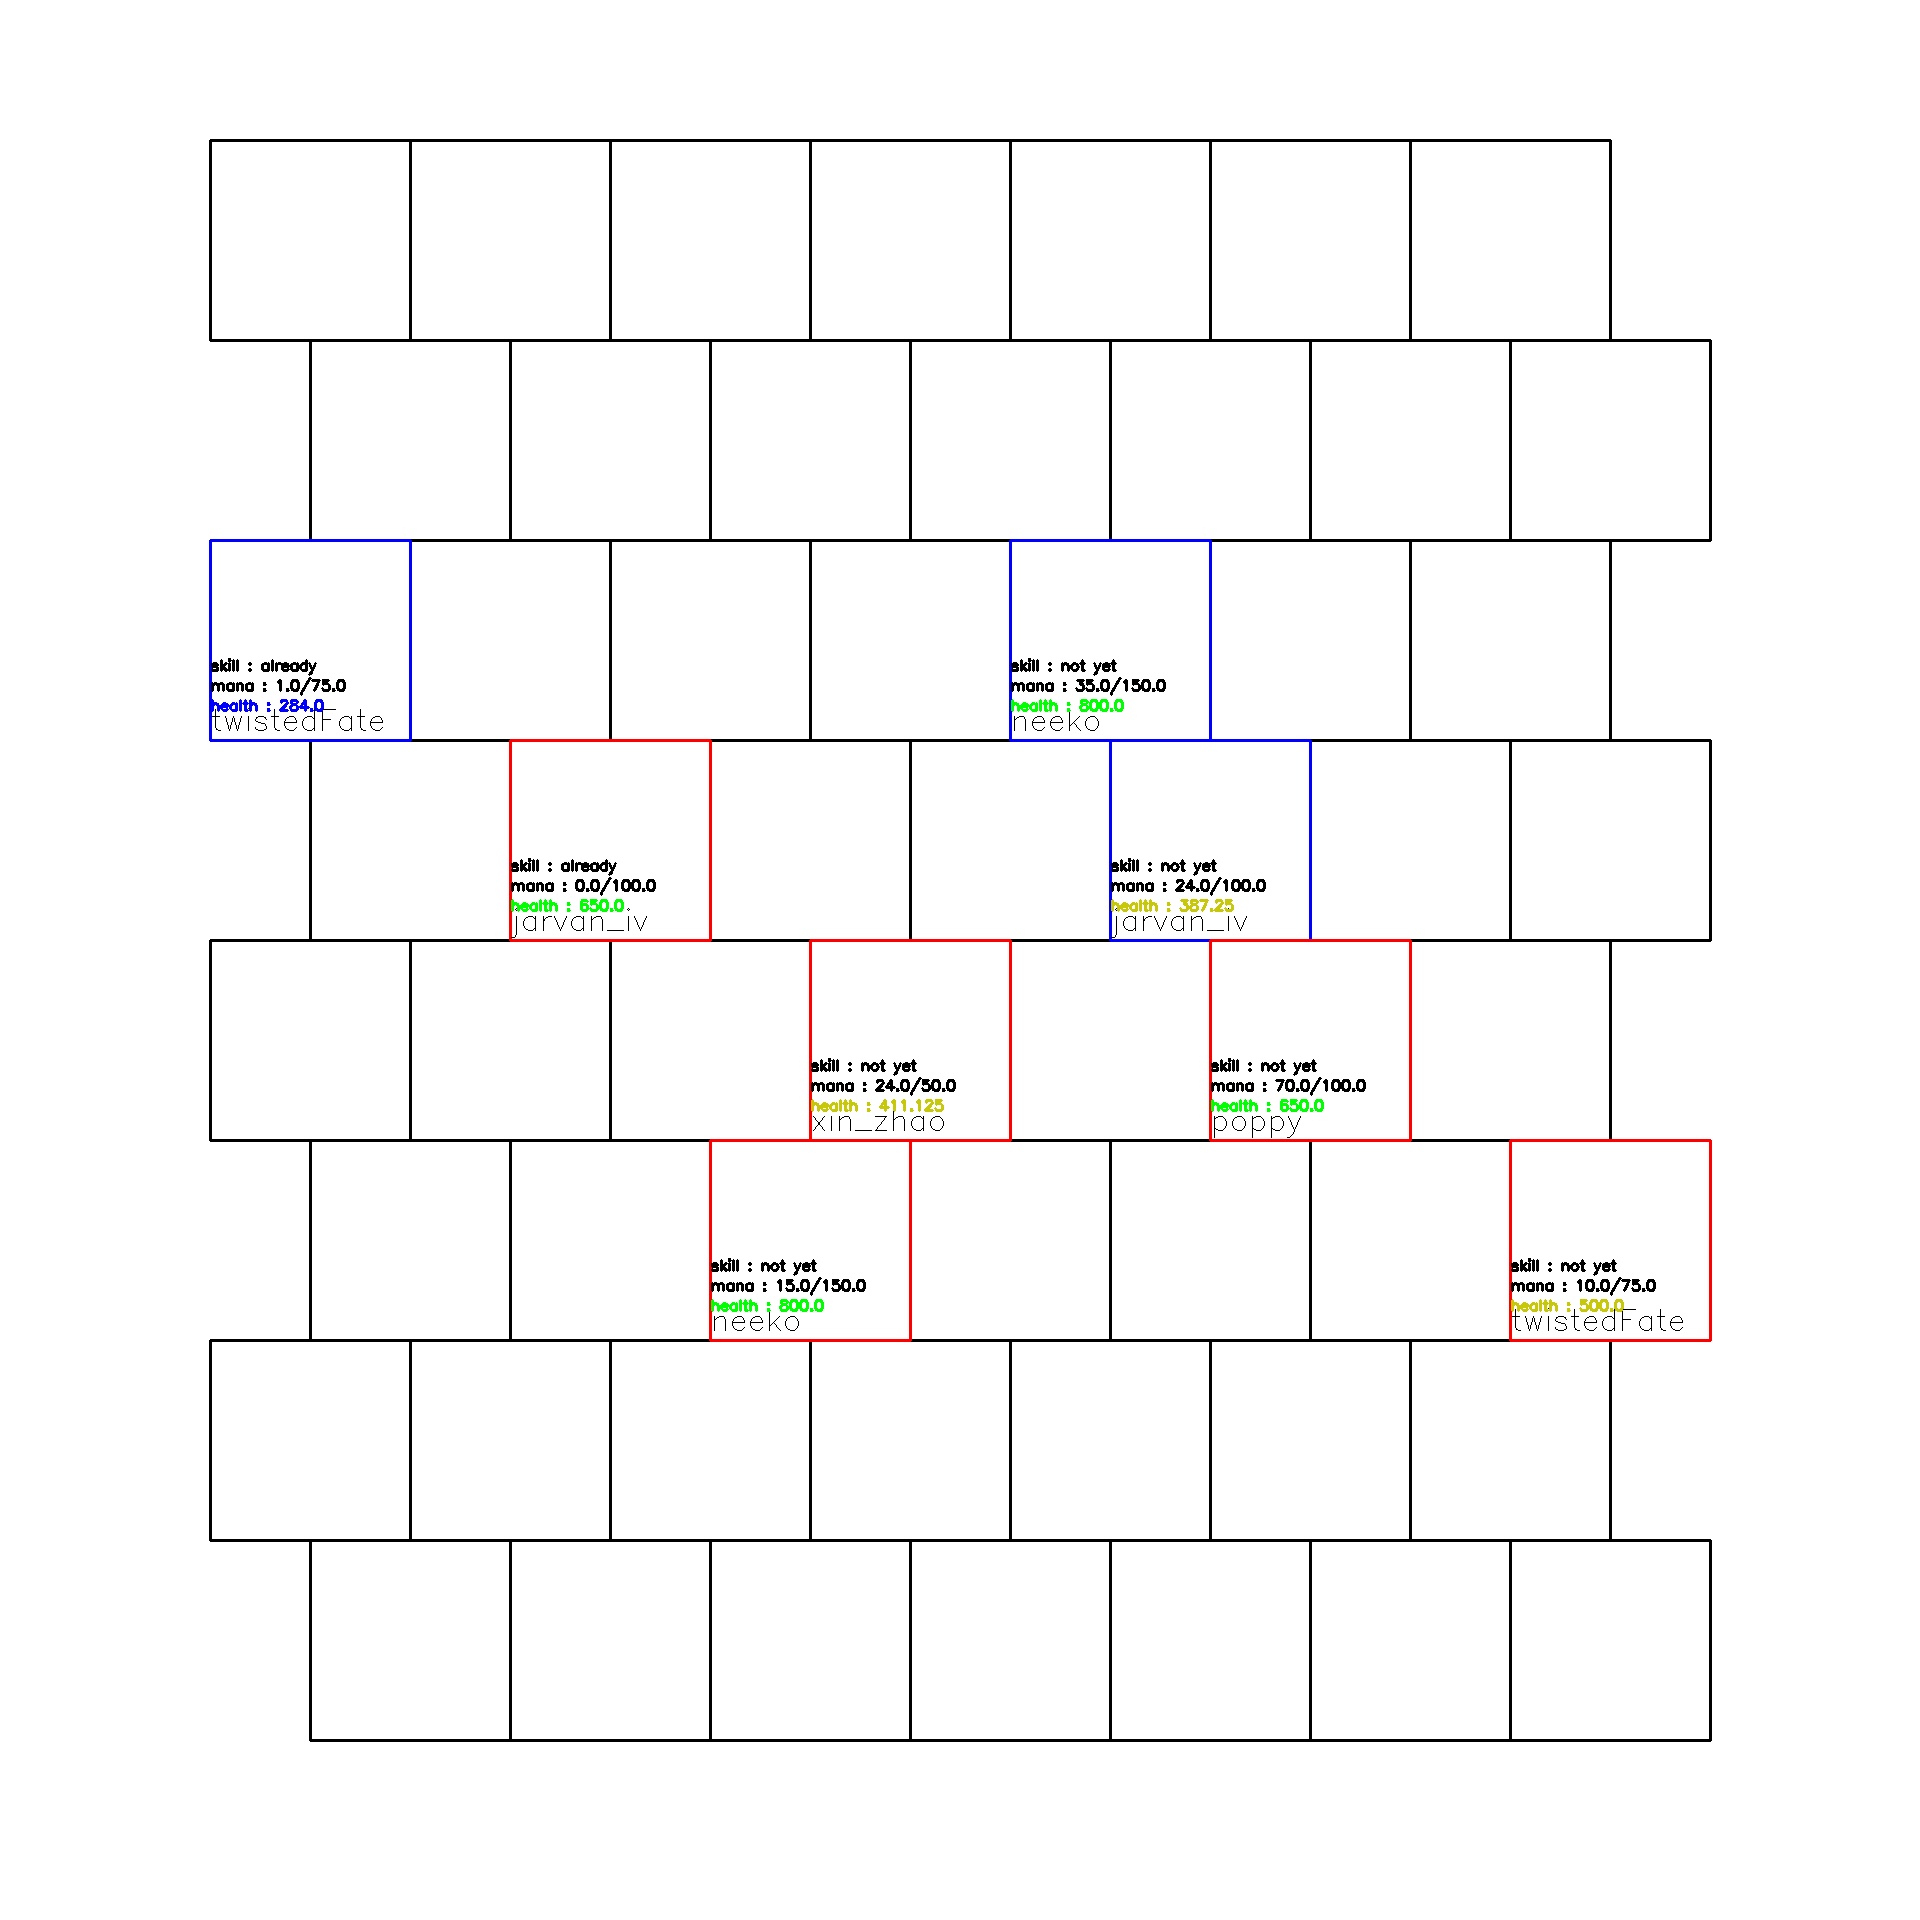 skill : already
mana : 1.0/75.0
health : 284.0
twistedFate
skill : not yet
mana : 35.0/150.0
health : 800.0
neeko
skill : already
mana : 0.0/100.0
health : 650.0
jarvan_iv
skill : not yet
mana : 24.0/100.0
health : 387.25
jarvan_iv
skill : not yet
mana : 24.0/50.0
health : 411.125
xin_zhao
skill : not yet
mana : 70.0/100.0
health : 650.0
poppy
skill : not yet
mana : 15.0/150.0
health : 800.0
neeko
skill : not yet
mana : 10.0/75.0
health : 500.0
twistedFate